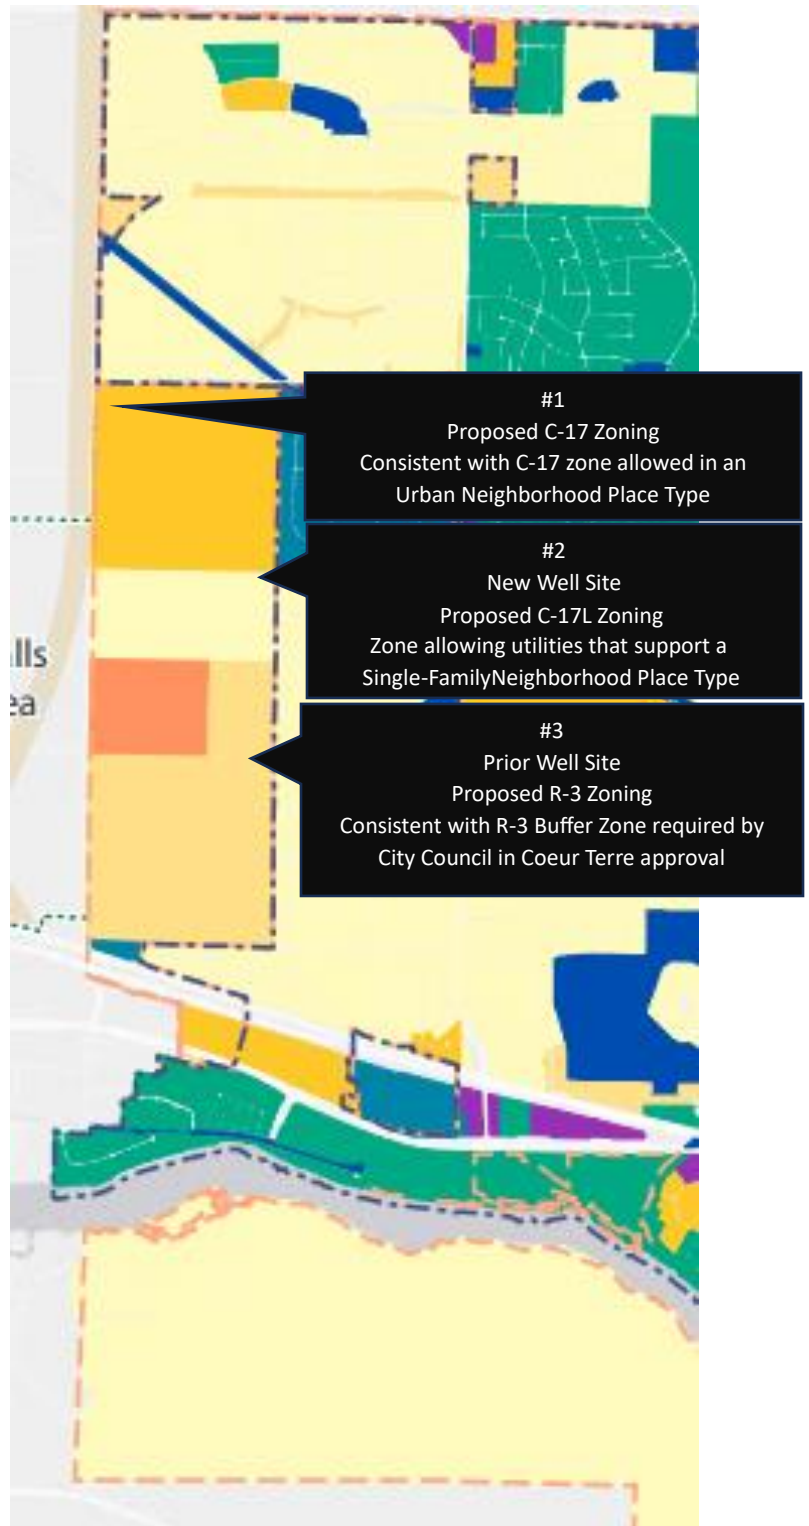 #1
Proposed C-17 Zoning
Consistent with C-17 zone allowed in an
Urban Neighborhood Place Type
#2
New Well Site
Proposed C-17L Zoning
Zone allowing utilities that support a
Single-FamilyNeighborhood Place Type
lls
ea
#3
Prior Well Site
Proposed R-3 Zoning
Consistent with R-3 Buffer Zone required by
City Council in Coeur Terre approval